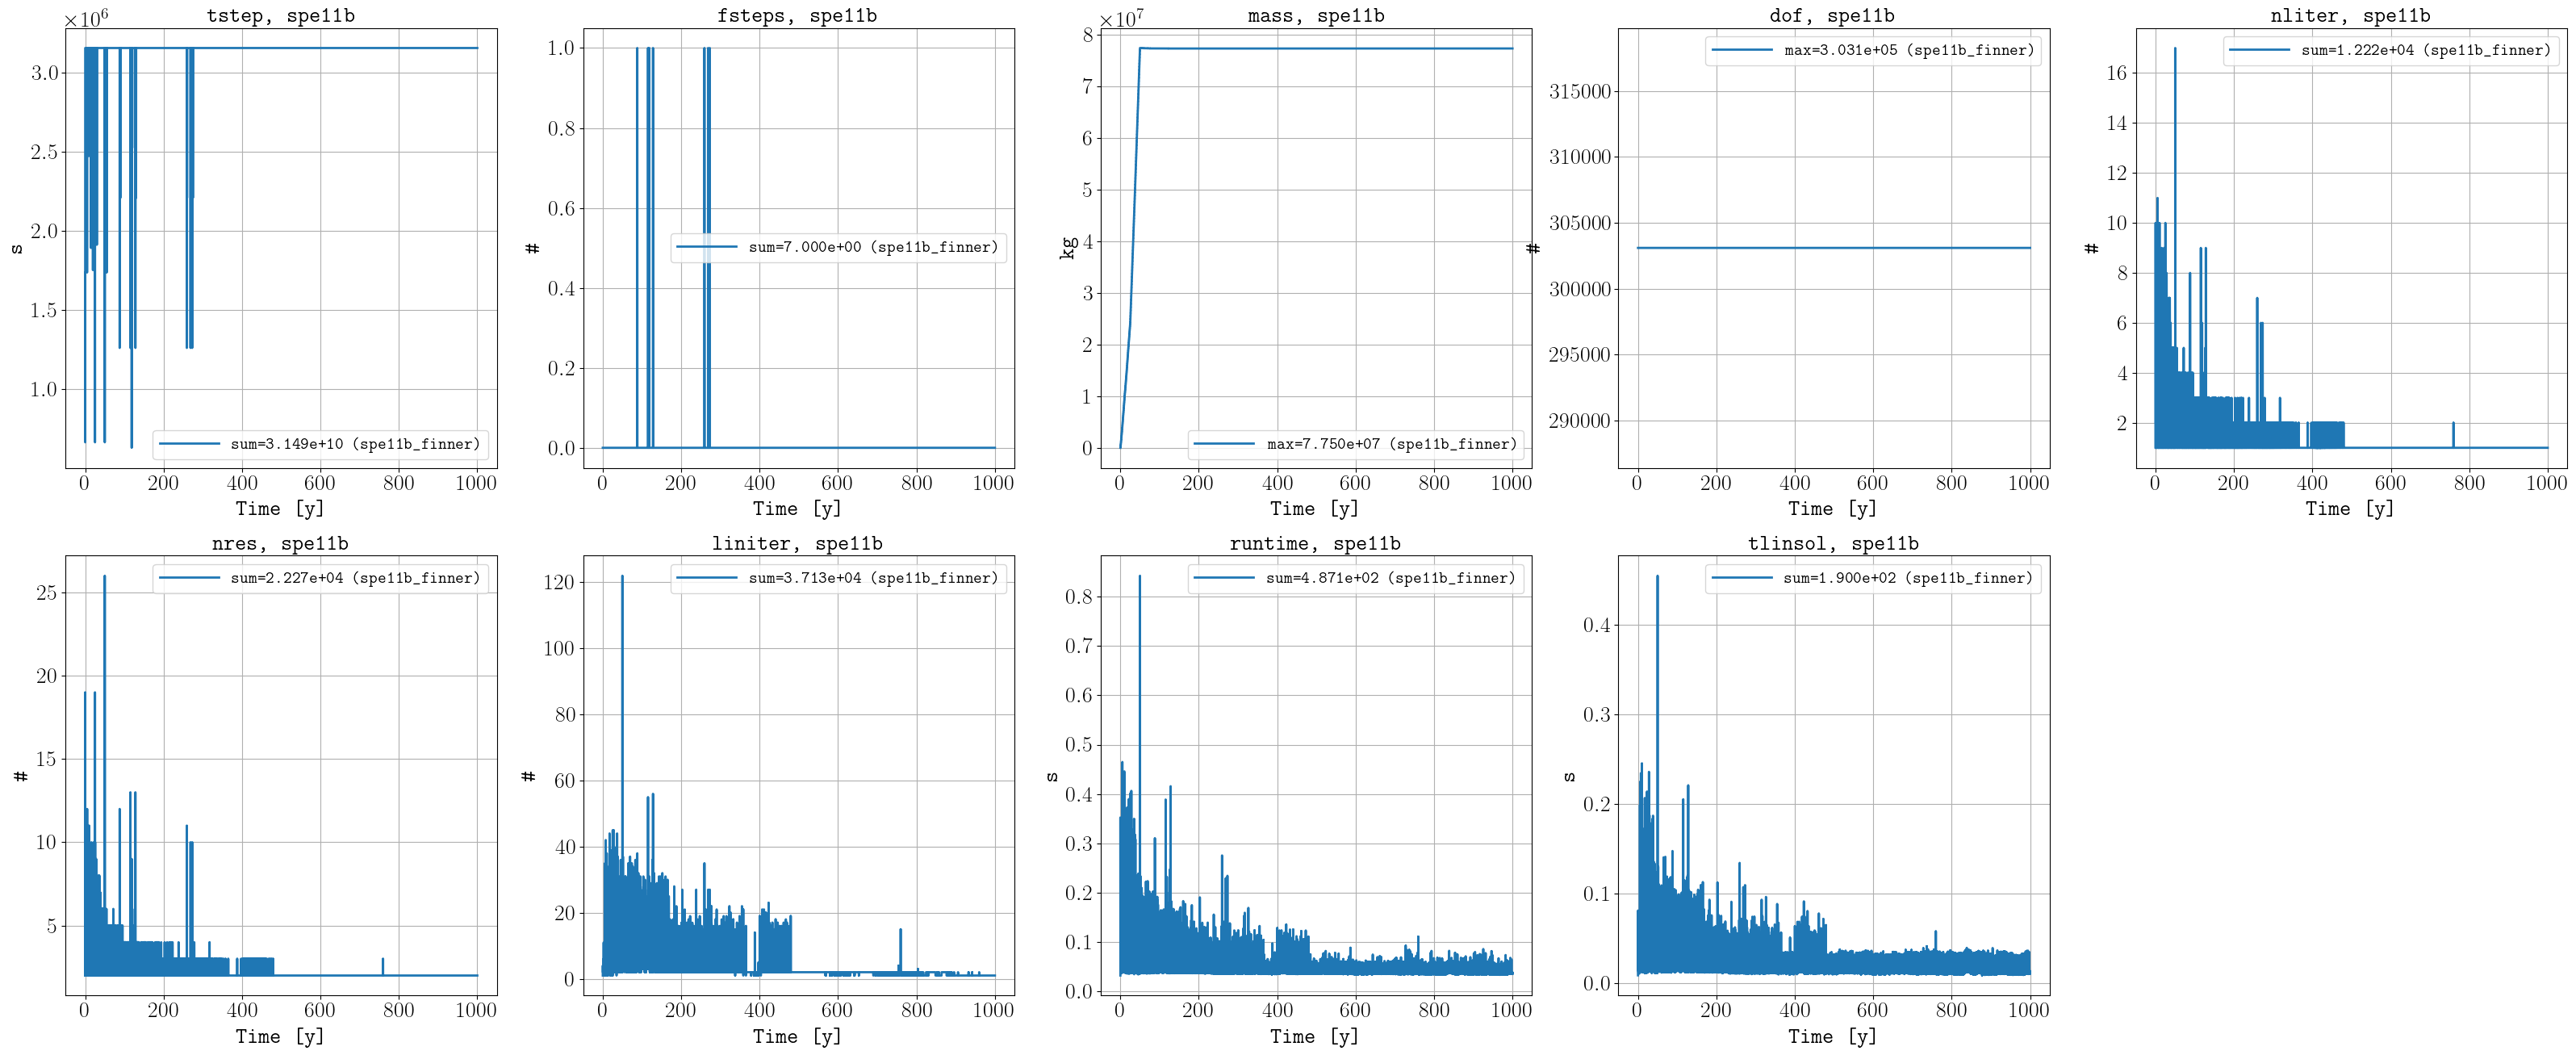 tstep, spe11b
×10⁶
3.0
2.5
2.0
1.5
1.0
s
sum=3.149e+10 (spe11b_finner)
0 200 400 600 800 1000
Time [y]
fsteps, spe11b
1.0
0.8
0.6
0.4
0.2
0.0
#
sum=7.000e+00 (spe11b_finner)
0 200 400 600 800 1000
Time [y]
mass, spe11b
×10⁷
8
7
6
5
4
3
2
1
0
kg
max=7.750e+07 (spe11b_finner)
0 200 400 600 800 1000
Time [y]
dof, spe11b
max=3.031e+05 (spe11b_finner)
315000
310000
305000
300000
295000
290000
#
0 200 400 600 800 1000
Time [y]
nliter, spe11b
sum=1.222e+04 (spe11b_finner)
16
14
12
10
8
6
4
2
#
0 200 400 600 800 1000
Time [y]
nres, spe11b
sum=2.227e+04 (spe11b_finner)
25
20
15
10
5
#
0 200 400 600 800 1000
Time [y]
liniter, spe11b
sum=3.713e+04 (spe11b_finner)
120
100
80
60
40
20
0
#
0 200 400 600 800 1000
Time [y]
runtime, spe11b
sum=4.871e+02 (spe11b_finner)
0.8
0.7
0.6
0.5
0.4
0.3
0.2
0.1
0.0
s
0 200 400 600 800 1000
Time [y]
tlinsol, spe11b
sum=1.900e+02 (spe11b_finner)
0.4
0.3
0.2
0.1
0.0
s
0 200 400 600 800 1000
Time [y]